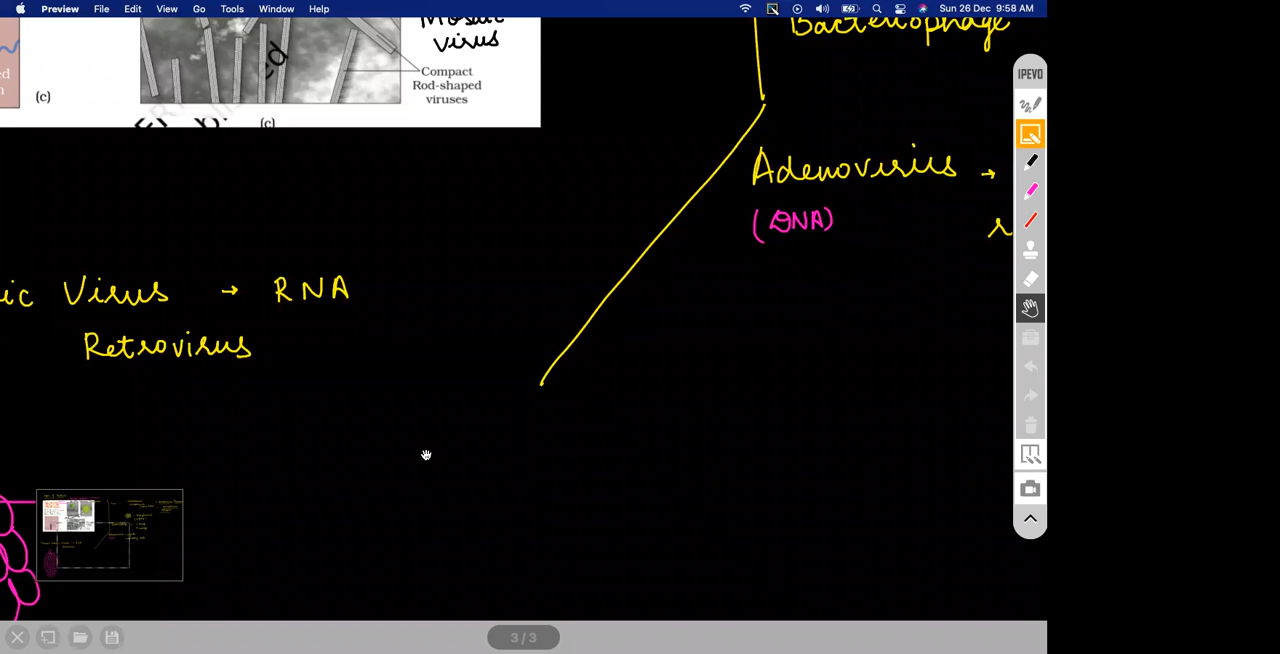 Preview File Edit View Go Tools Window Help Sun 26 Dec 9:58 AM
Mosaic
virus
Compact
Rod-shaped
viruses
(c)
(c)
Bacteriophage
IPEVO
Adenovirius →
(DNA)
ic Virus → RNA
Retrovirus
3/3